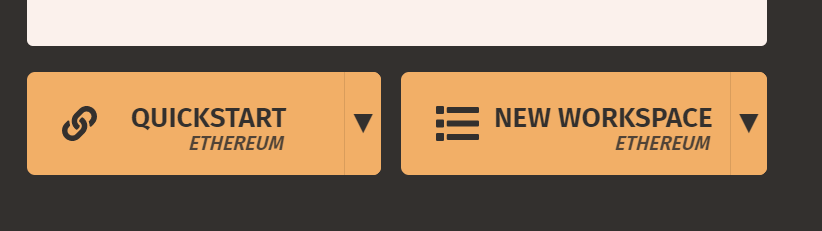 QUICKSTART
ETHEREUM
NEW WORKSPACE
ETHEREUM